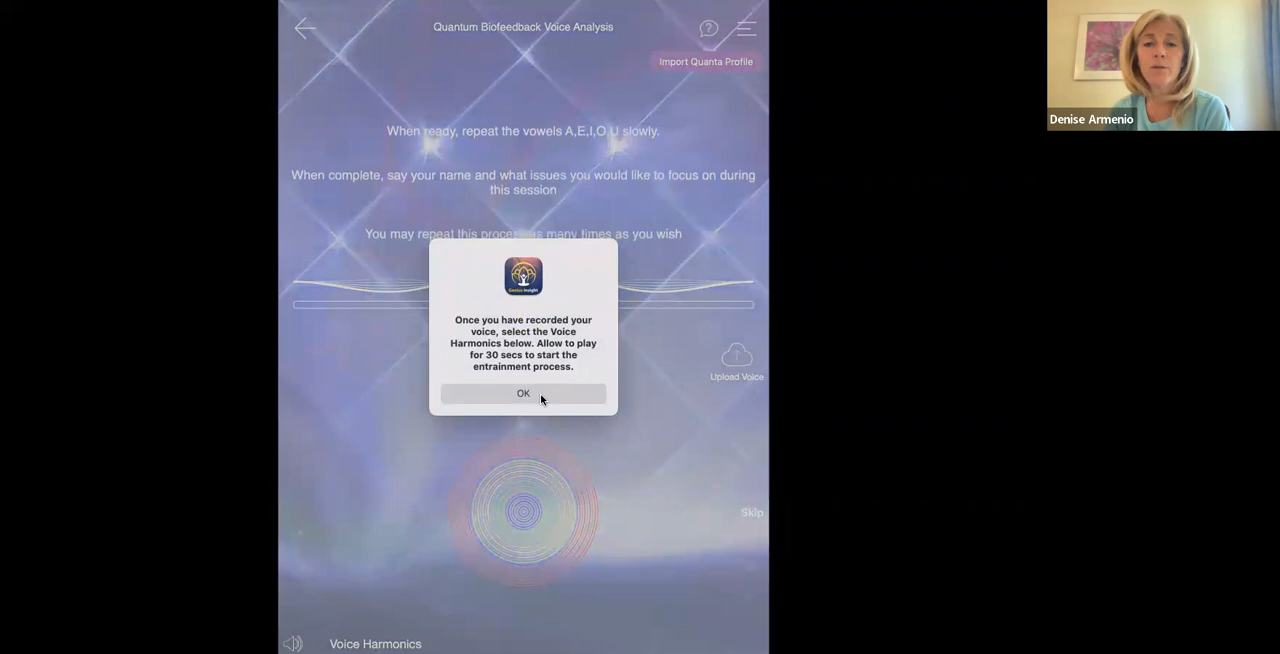 Quantum Biofeedback Voice Analysis
Import Quanta Profile
Denise Armenio
When ready, repeat the vowels A,E,I,O,U slowly.
When complete, say your name and what issues you would like to focus on during
this session
You may repeat this process as many times as you wish
Genius Insight
Once you have recorded your
voice, select the Voice
Harmonics below. Allow to play
for 30 secs to start the
entrainment process.
OK
Upload Voice
Skip
Voice Harmonics